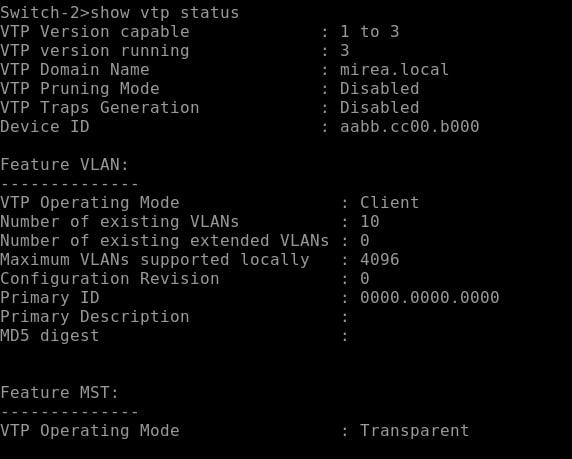 Switch-2>show vtp status
VTP Version capable             : 1 to 3
VTP version running             : 3
VTP Domain Name                 : mirea.local
VTP Pruning Mode                : Disabled
VTP Traps Generation            : Disabled
Device ID                       : aabb.cc00.b000

Feature VLAN:
--------------
VTP Operating Mode                : Client
Number of existing VLANs          : 10
Number of existing extended VLANs : 0
Maximum VLANs supported locally   : 4096
Configuration Revision            : 0
Primary ID                        : 0000.0000.0000
Primary Description               :
MD5 digest                        :


Feature MST:
--------------
VTP Operating Mode                : Transparent